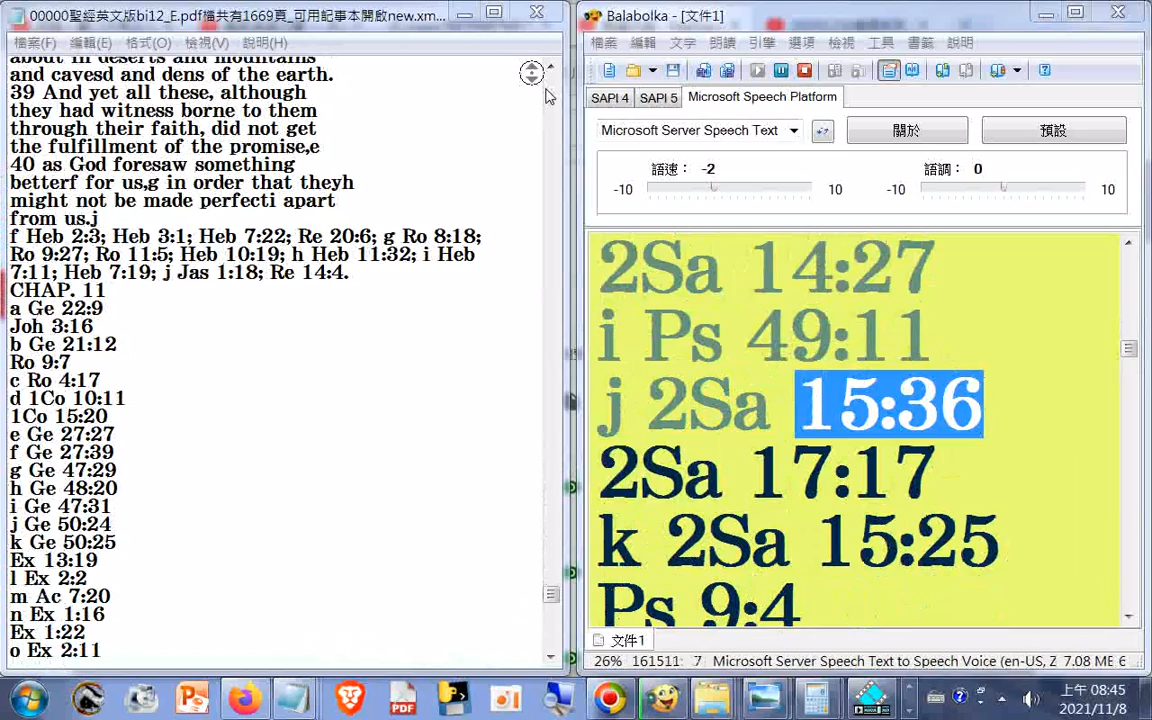 00000聖經英文版bi12_E.pdf檔共有1669頁_可用記事本開啟new.xm...
檔案(F) 編輯(E) 格式(O) 檢視(V) 說明(H)
about in deserts and mountains
and cavesd and dens of the earth.
39 And yet all these, although
they had witness borne to them
through their faith, did not get
the fulfillment of the promise,e
40 as God foresaw something
betterf for us,g in order that theyh
might not be made perfecti apart
from us.j
f Heb 2:3; Heb 3:1; Heb 7:22; Re 20:6; g Ro 8:18;
Ro 9:27; Ro 11:5; Heb 10:19; h Heb 11:32; i Heb
7:11; Heb 7:19; j Jas 1:18; Re 14:4.
CHAP. 11
a Ge 22:9
Joh 3:16
b Ge 21:12
Ro 9:7
c Ro 4:17
d 1Co 10:11
1Co 15:20
e Ge 27:27
f Ge 27:39
g Ge 47:29
h Ge 48:20
i Ge 47:31
j Ge 50:24
k Ge 50:25
Ex 13:19
l Ex 2:2
m Ac 7:20
n Ex 1:16
Ex 1:22
o Ex 2:11
Balabolka - [文件1]
檔案 編輯 文字 朗讀 引擎 選項 檢視 工具 書籤 說明
SAPI 4 SAPI 5 Microsoft Speech Platform
Microsoft Server Speech Text 關於 預設
語速： -2 語調： 0
-10 10 -10 10
2Sa 14:27
i Ps 49:11
j 2Sa 15:36
2Sa 17:17
k 2Sa 15:25
Ps 9:4
文件1
26% 161511: 7 Microsoft Server Speech Text to Speech Voice (en-US, Z 7.08 MB 6
PDF
上午 08:45
2021/11/8